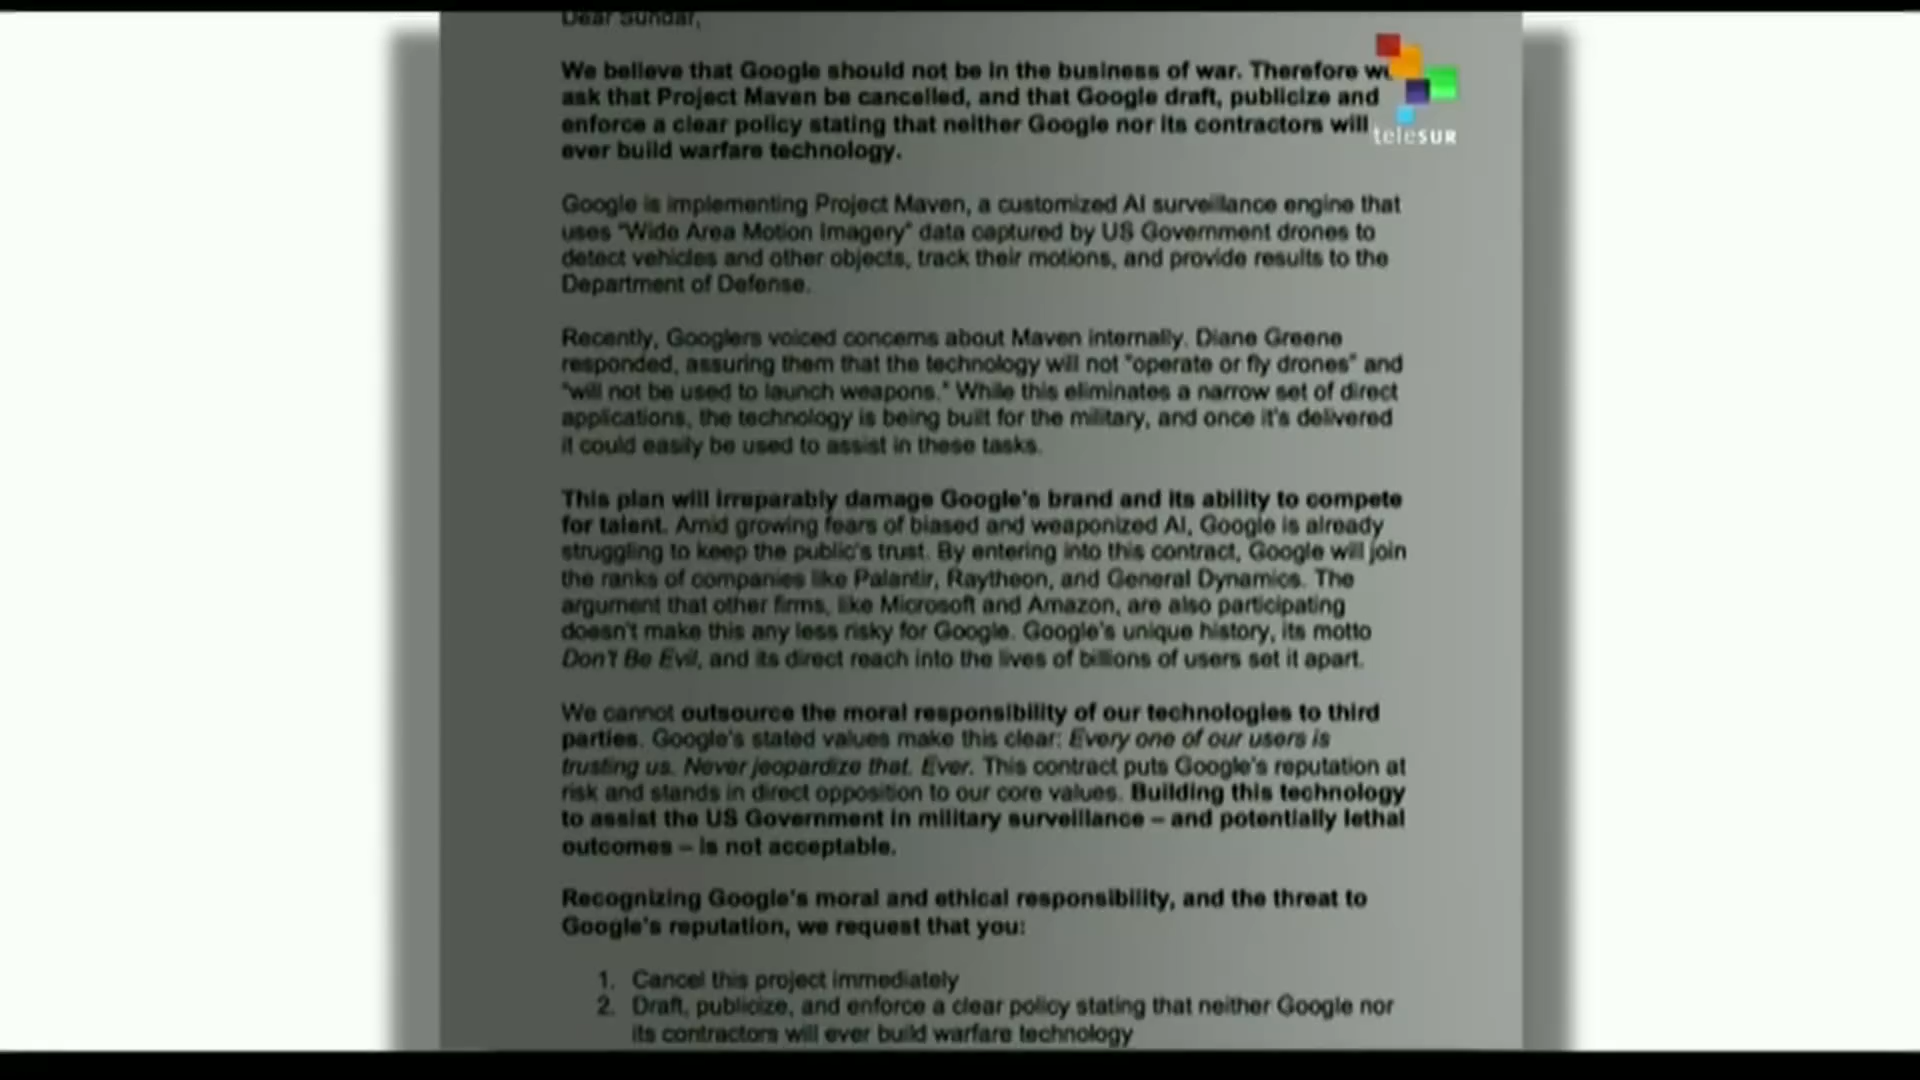 Dear Sundar,
We believe that Google should not be in the business of war. Therefore we
ask that Project Maven be cancelled, and that Google draft, publicize and
enforce a clear policy stating that neither Google nor its contractors will
ever build warfare technology.
teleSUR
Google is implementing Project Maven, a customized AI surveillance engine that
uses "Wide Area Motion Imagery" data captured by US Government drones to
detect vehicles and other objects, track their motions, and provide results to the
Department of Defense.
Recently, Googlers voiced concerns about Maven internally. Diane Greene
responded, assuring them that the technology will not "operate or fly drones" and
"will not be used to launch weapons." While this eliminates a narrow set of direct
applications, the technology is being built for the military, and once it's delivered
it could easily be used to assist in these tasks.
This plan will irreparably damage Google's brand and its ability to compete
for talent. Amid growing fears of biased and weaponized AI, Google is already
struggling to keep the public's trust. By entering into this contract, Google will join
the ranks of companies like Palantir, Raytheon, and General Dynamics. The
argument that other firms, like Microsoft and Amazon, are also participating
doesn't make this any less risky for Google. Google's unique history, its motto
Don't Be Evil, and its direct reach into the lives of billions of users set it apart.
We cannot outsource the moral responsibility of our technologies to third
parties. Google's stated values make this clear: Every one of our users is
trusting us. Never jeopardize that. Ever. This contract puts Google's reputation at
risk and stands in direct opposition to our core values. Building this technology
to assist the US Government in military surveillance – and potentially lethal
outcomes – is not acceptable.
Recognizing Google's moral and ethical responsibility, and the threat to
Google's reputation, we request that you:
1. Cancel this project immediately
2. Draft, publicize, and enforce a clear policy stating that neither Google nor
its contractors will ever build warfare technology